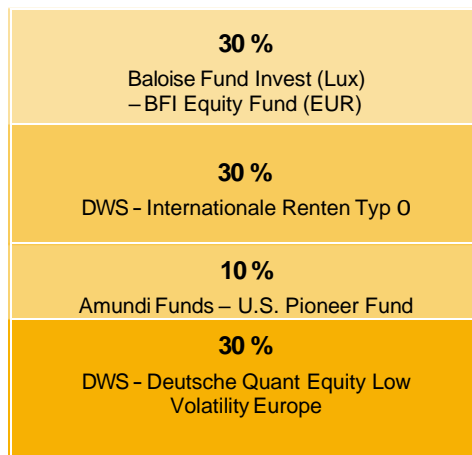 30 %
Baloise Fund Invest (Lux)
– BFI Equity Fund (EUR)
30 %
DWS - Internationale Renten Typ O
10 %
Amundi Funds – U.S. Pioneer Fund
30 %
DWS - Deutsche Quant Equity Low
Volatility Europe